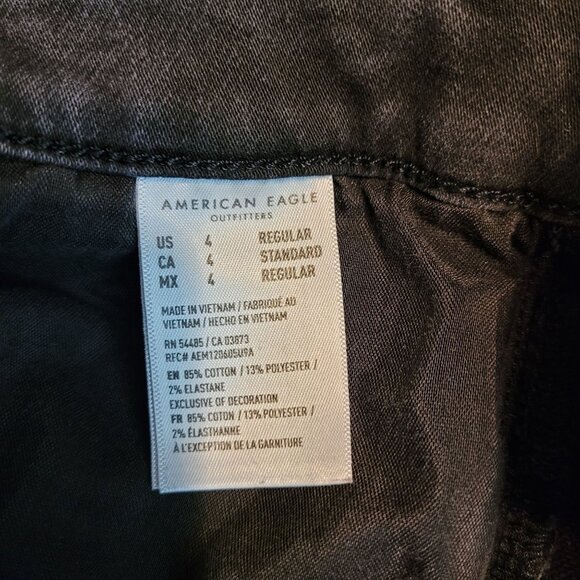 AMERICAN EAGLE
OUTFITTERS
US 4 REGULAR
CA 4 STANDARD
MX 4 REGULAR
MADE IN VIETNAM / FABRIQUÉ AU
VIETNAM / HECHO EN VIETNAM
RN 54485 / CA 03873
RFC# AEM120605U9A
EN 85% COTTON / 13% POLYESTER /
2% ELASTANE
EXCLUSIVE OF DECORATION
FR 85% COTON / 13% POLYESTER /
2% ÉLASTHANNE
À L'EXCEPTION DE LA GARNITURE